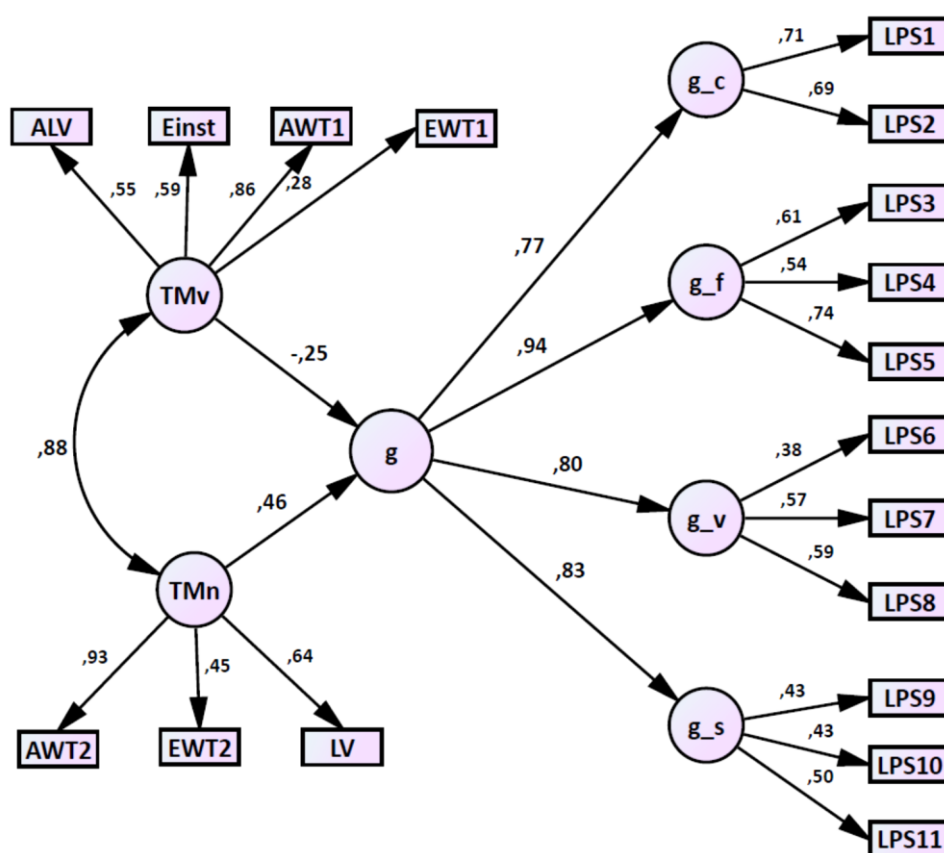 LPS1
,71
g_c
,69
LPS2
ALV
Einst
AWT1
EWT1
,55
,59
,86
,28
LPS3
,61
,77
g_f
,54
LPS4
TMv
,74
-,25
,94
LPS5
LPS6
,88
g
,80
,38
,46
g_v
,57
LPS7
,59
,83
TMn
LPS8
,93
,45
,64
,43
LPS9
g_s
,43
AWT2
EWT2
LV
LPS10
,50
LPS11